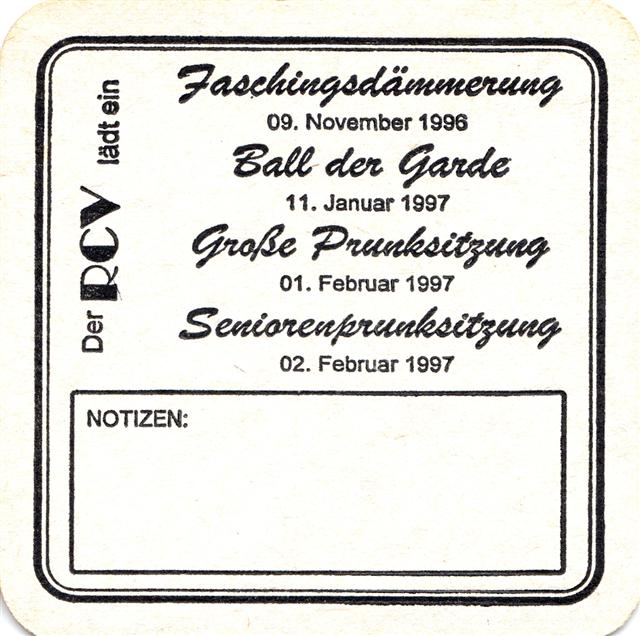 Der RCV lädt ein
Faschingsdämmerung
09. November 1996
Ball der Garde
11. Januar 1997
Große Prunksitzung
01. Februar 1997
Seniorenprunksitzung
02. Februar 1997
NOTIZEN: